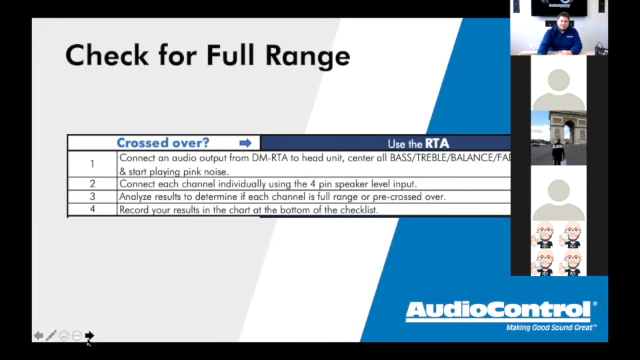 Check for Full Range
Crossed over? Use the RTA
1 Connect an audio output from DM-RTA to head unit, center all BASS/TREBLE/BALANCE/FAD
& start playing pink noise.
2 Connect each channel individually using the 4 pin speaker level input.
3 Analyze results to determine if each channel is full range or pre-crossed over.
4 Record your results in the chart at the bottom of the checklist.
AudioControl®
Making Good Sound Great™